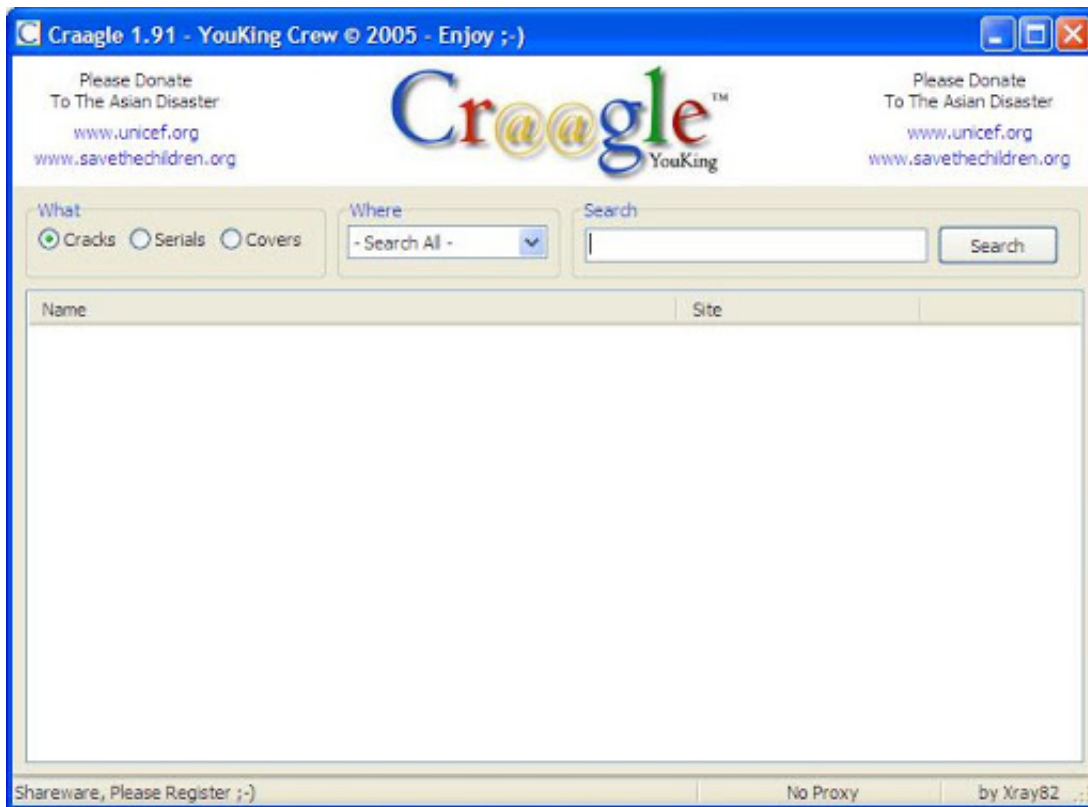 Craagle 1.91 - YouKing Crew © 2005 - Enjoy ;-)
Please Donate
To The Asian Disaster
www.unicef.org
www.savethechildren.org
Cr@@gle™
YouKing
Please Donate
To The Asian Disaster
www.unicef.org
www.savethechildren.org
What
Cracks Serials Covers
Where
- Search All -
Search
Search
Name Site
Shareware, Please Register ;-) No Proxy by Xray82